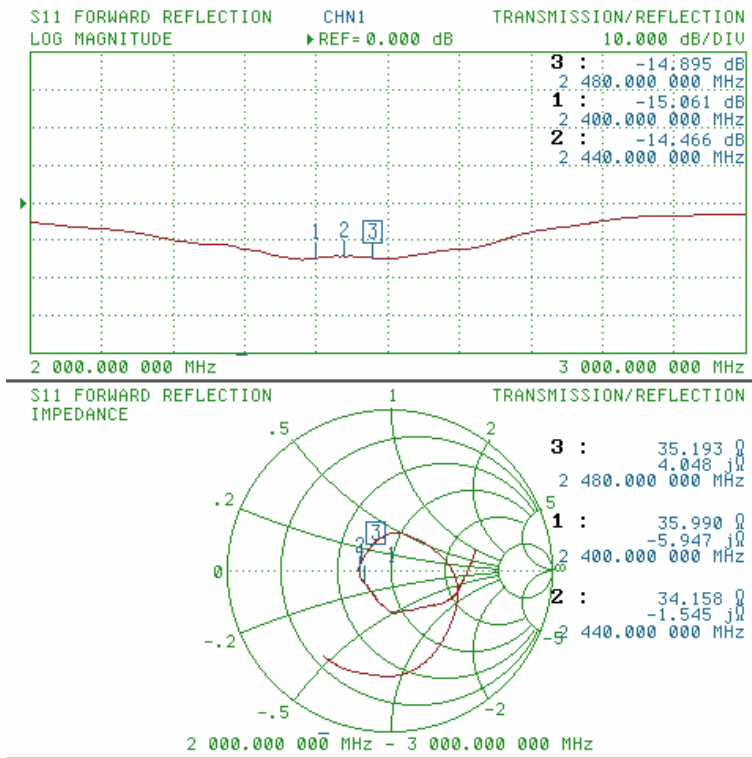 S11 FORWARD REFLECTION CHN1 TRANSMISSION/REFLECTION
LOG MAGNITUDE ▶REF= 0.000 dB 10.000 dB/DIV
3 : -14.895 dB
2 480.000 000 MHz
1 : -15.061 dB
2 400.000 000 MHz
2 : -14.466 dB
2 440.000 000 MHz
1 2 3
2 000.000 000 MHz 3 000.000 000 MHz
S11 FORWARD REFLECTION 1 TRANSMISSION/REFLECTION
IMPEDANCE
.5 2
3 : 35.193 Ω
4.048 jΩ
2 480.000 000 MHz
.2 5
1 : 35.990 Ω
-5.947 jΩ
2 400.000 000 MHz
3
2 1
0 ∞
2 : 34.158 Ω
-1.545 jΩ
2 440.000 000 MHz
-.2 -5
-.5 -2
2 000.000 000 MHz - 3 000.000 000 MHz